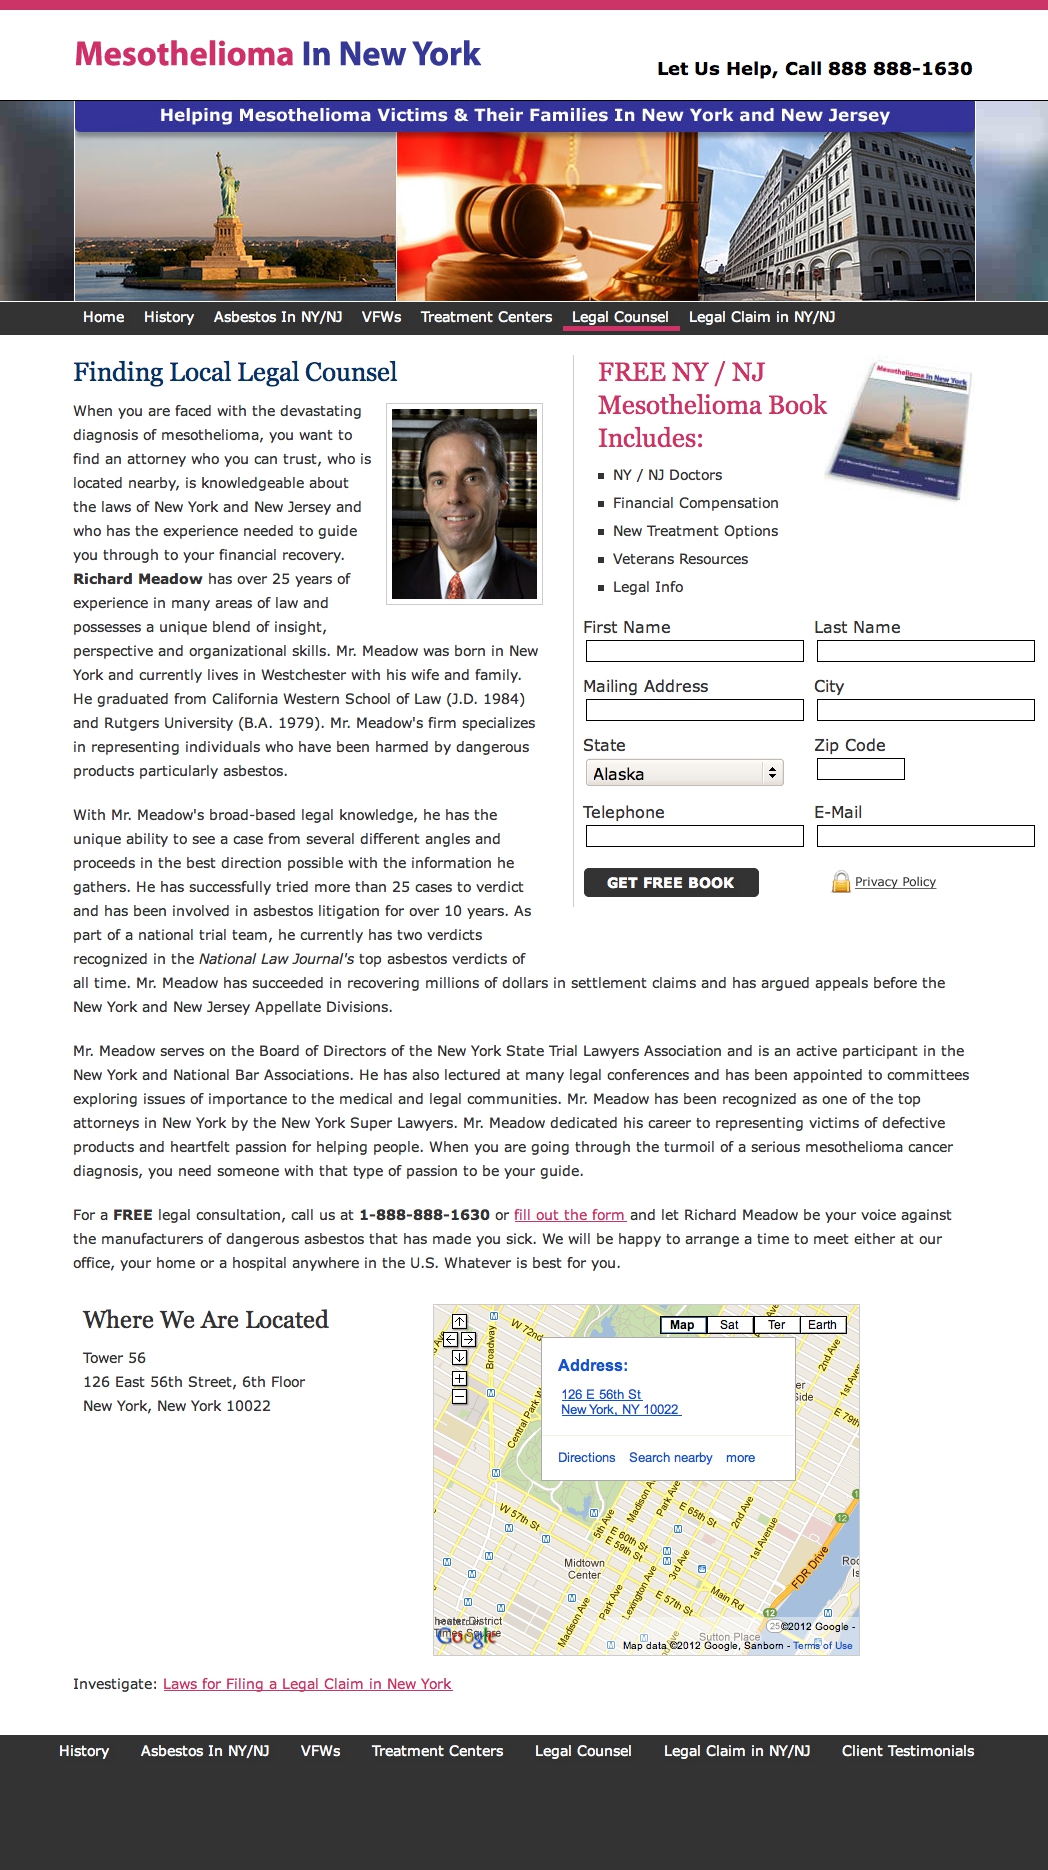 Mesothelioma In New York
Let Us Help, Call 888 888-1630
Helping Mesothelioma Victims & Their Families In New York and New Jersey
Home History Asbestos In NY/NJ VFWs Treatment Centers Legal Counsel Legal Claim in NY/NJ
Finding Local Legal Counsel
When you are faced with the devastating
diagnosis of mesothelioma, you want to
find an attorney who you can trust, who is
located nearby, is knowledgeable about
the laws of New York and New Jersey and
who has the experience needed to guide
you through to your financial recovery.
Richard Meadow has over 25 years of
experience in many areas of law and
possesses a unique blend of insight,
perspective and organizational skills. Mr. Meadow was born in New
York and currently lives in Westchester with his wife and family.
He graduated from California Western School of Law (J.D. 1984)
and Rutgers University (B.A. 1979). Mr. Meadow's firm specializes
in representing individuals who have been harmed by dangerous
products particularly asbestos.
With Mr. Meadow's broad-based legal knowledge, he has the
unique ability to see a case from several different angles and
proceeds in the best direction possible with the information he
gathers. He has successfully tried more than 25 cases to verdict
and has been involved in asbestos litigation for over 10 years. As
part of a national trial team, he currently has two verdicts
recognized in the National Law Journal's top asbestos verdicts of
all time. Mr. Meadow has succeeded in recovering millions of dollars in settlement claims and has argued appeals before the
New York and New Jersey Appellate Divisions.
Mr. Meadow serves on the Board of Directors of the New York State Trial Lawyers Association and is an active participant in the
New York and National Bar Associations. He has also lectured at many legal conferences and has been appointed to committees
exploring issues of importance to the medical and legal communities. Mr. Meadow has been recognized as one of the top
attorneys in New York by the New York Super Lawyers. Mr. Meadow dedicated his career to representing victims of defective
products and heartfelt passion for helping people. When you are going through the turmoil of a serious mesothelioma cancer
diagnosis, you need someone with that type of passion to be your guide.
For a FREE legal consultation, call us at 1-888-888-1630 or fill out the form and let Richard Meadow be your voice against
the manufacturers of dangerous asbestos that has made you sick. We will be happy to arrange a time to meet either at our
office, your home or a hospital anywhere in the U.S. Whatever is best for you.
FREE NY / NJ
Mesothelioma Book
Includes:
Mesothelioma In New York
NY / NJ Doctors
Financial Compensation
New Treatment Options
Veterans Resources
Legal Info
First Name Last Name
Mailing Address City
State Zip Code
Alaska
Telephone E-Mail
GET FREE BOOK Privacy Policy
Where We Are Located
Tower 56
126 East 56th Street, 6th Floor
New York, New York 10022
Map Sat Ter Earth
Address:
126 E 56th St
New York, NY 10022
Directions Search nearby more
W 72nd
Broadway
Central Park W
2nd Ave
1st Ave
E 79th
er
Side
W 57th St
5th Ave
Madison A
Park Ave
E 65th St
2nd Ave
1st Avenue
E 60th St
E 59th St
Midtown
Center
3rd Ave
FDR Drive
Roo
Is
12
Park Ave
Lexington Ave
E 57th St
Main Rd
Madison Ave
Sutton Place
12
25
heater District
Times Square
Google
©2012 Google -
Map data ©2012 Google, Sanborn - Terms of Use
Investigate: Laws for Filing a Legal Claim in New York
History Asbestos In NY/NJ VFWs Treatment Centers Legal Counsel Legal Claim in NY/NJ Client Testimonials